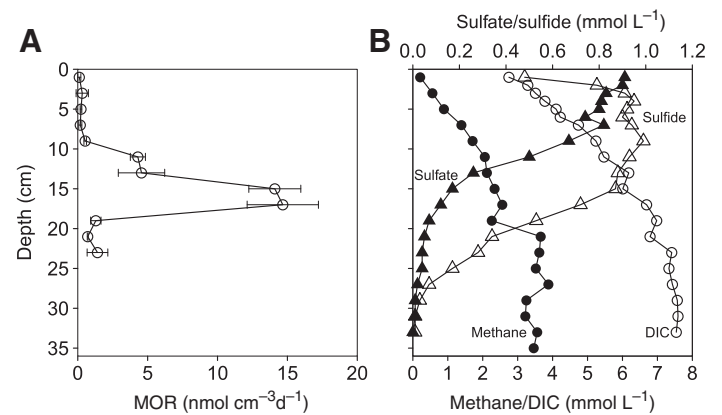 A
B
Sulfate/sulfide (mmol L⁻¹)
0.0 0.2 0.4 0.6 0.8 1.0 1.2
0
5
10
15
20
25
30
35
Depth (cm)
0 5 10 15 20
MOR (nmol cm⁻³d⁻¹)
Sulfide
Sulfate
Methane
DIC
0 1 2 3 4 5 6 7 8
Methane/DIC (mmol L⁻¹)